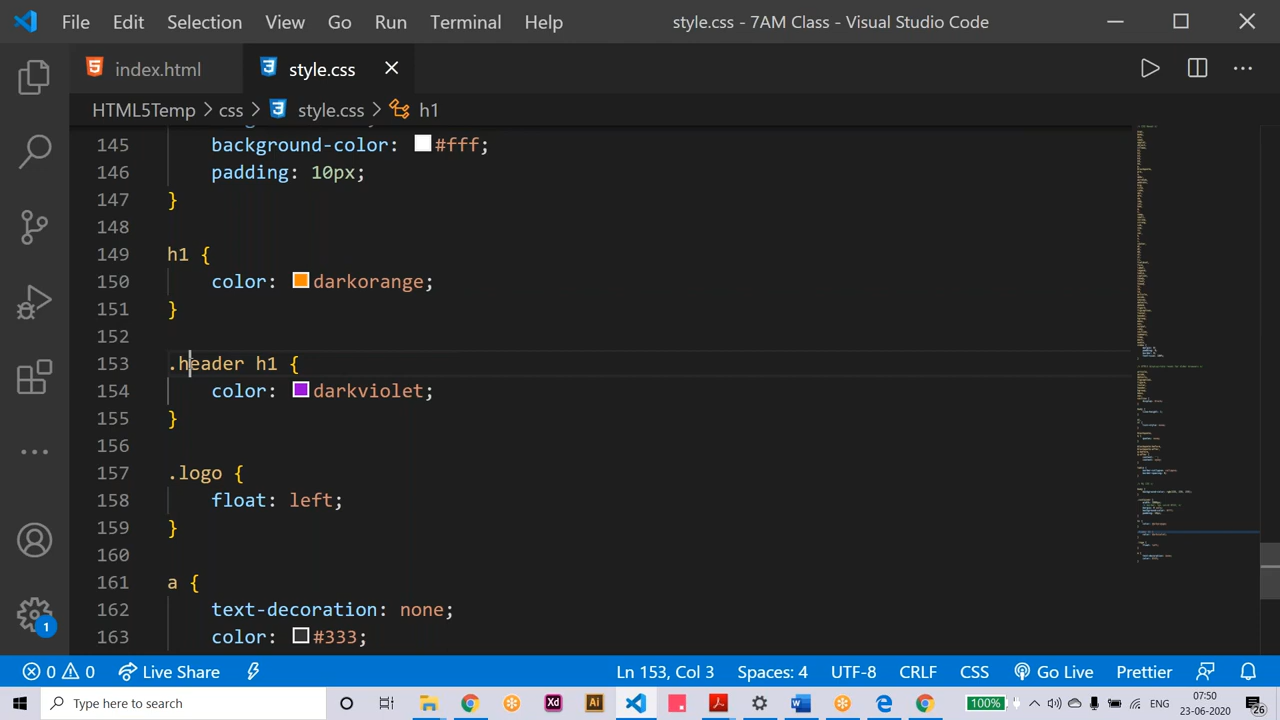 File Edit Selection View Go Run Terminal Help style.css - 7AM Class - Visual Studio Code
index.html style.css
HTML5Temp > css > style.css > h1
145 background-color: #fff;
146 padding: 10px;
147 }
148
149 h1 {
150 color: darkorange;
151 }
152
153 .header h1 {
154 color: darkviolet;
155 }
156
157 .logo {
158 float: left;
159 }
160
161 a {
162 text-decoration: none;
163 color: #333;
1
0 0 Live Share Ln 153, Col 3 Spaces: 4 UTF-8 CRLF CSS Go Live Prettier
Type here to search Xd Ai 100% ENG 07:50
23-06-2020 26